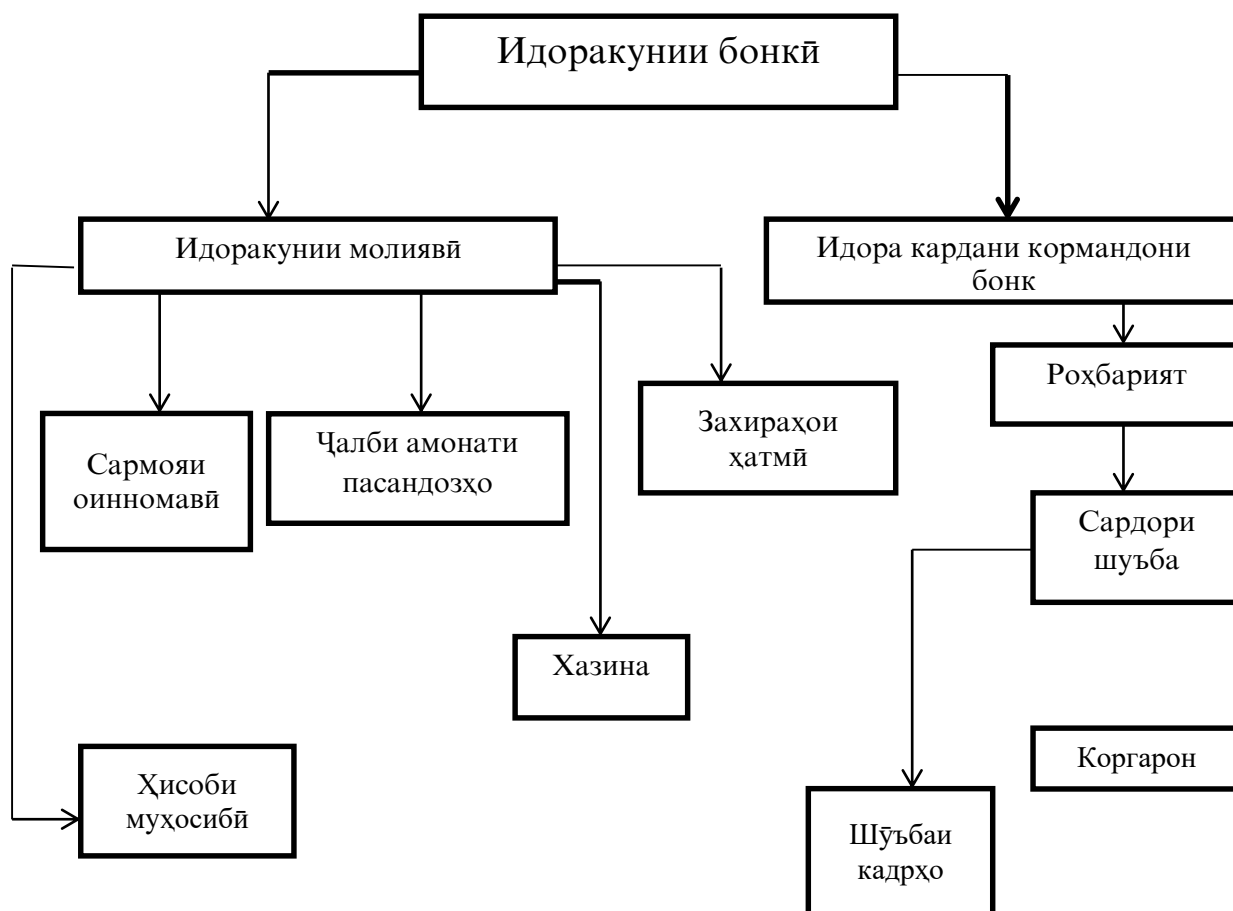 Идоракунии бонкӣ
Идоракунии молиявӣ
Идора кардани кормандони
бонк
Роҳбарият
Сармояи
оинномавӣ
Ҷалби амонати
пасандозҳо
Захираҳои
ҳатмӣ
Сардори
шуъба
Хазина
Ҳисоби
муҳосибӣ
Коргарон
Шӯъбаи
кадрҳо